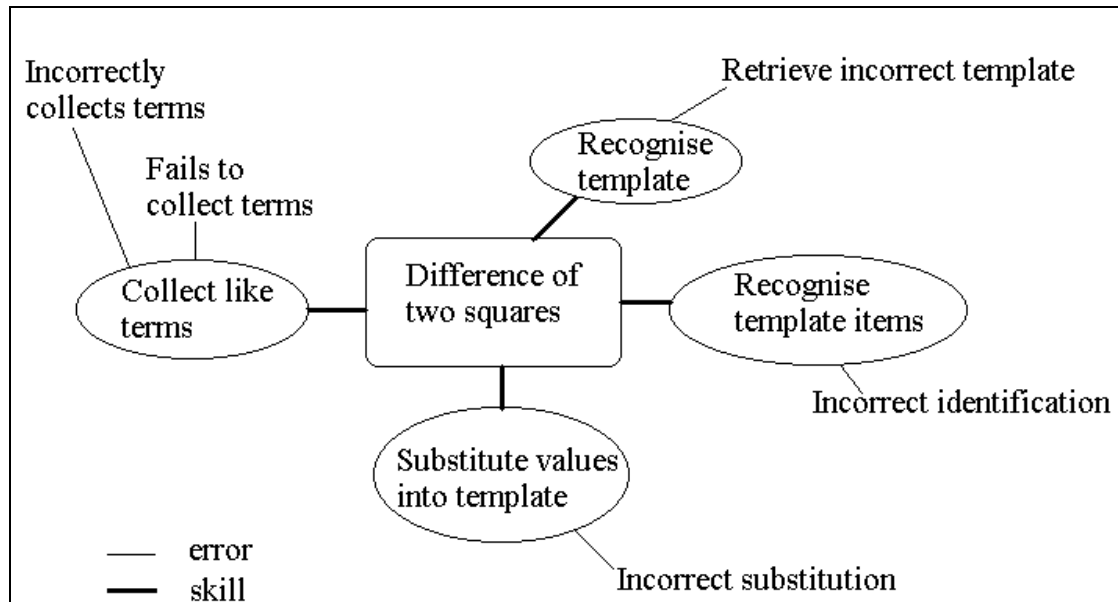 Incorrectly
collects terms
Fails to
collect terms
Collect like
terms
Retrieve incorrect template
Recognise
template
Difference of
two squares
Recognise
template items
Incorrect identification
Substitute values
into template
Incorrect substitution
error
skill